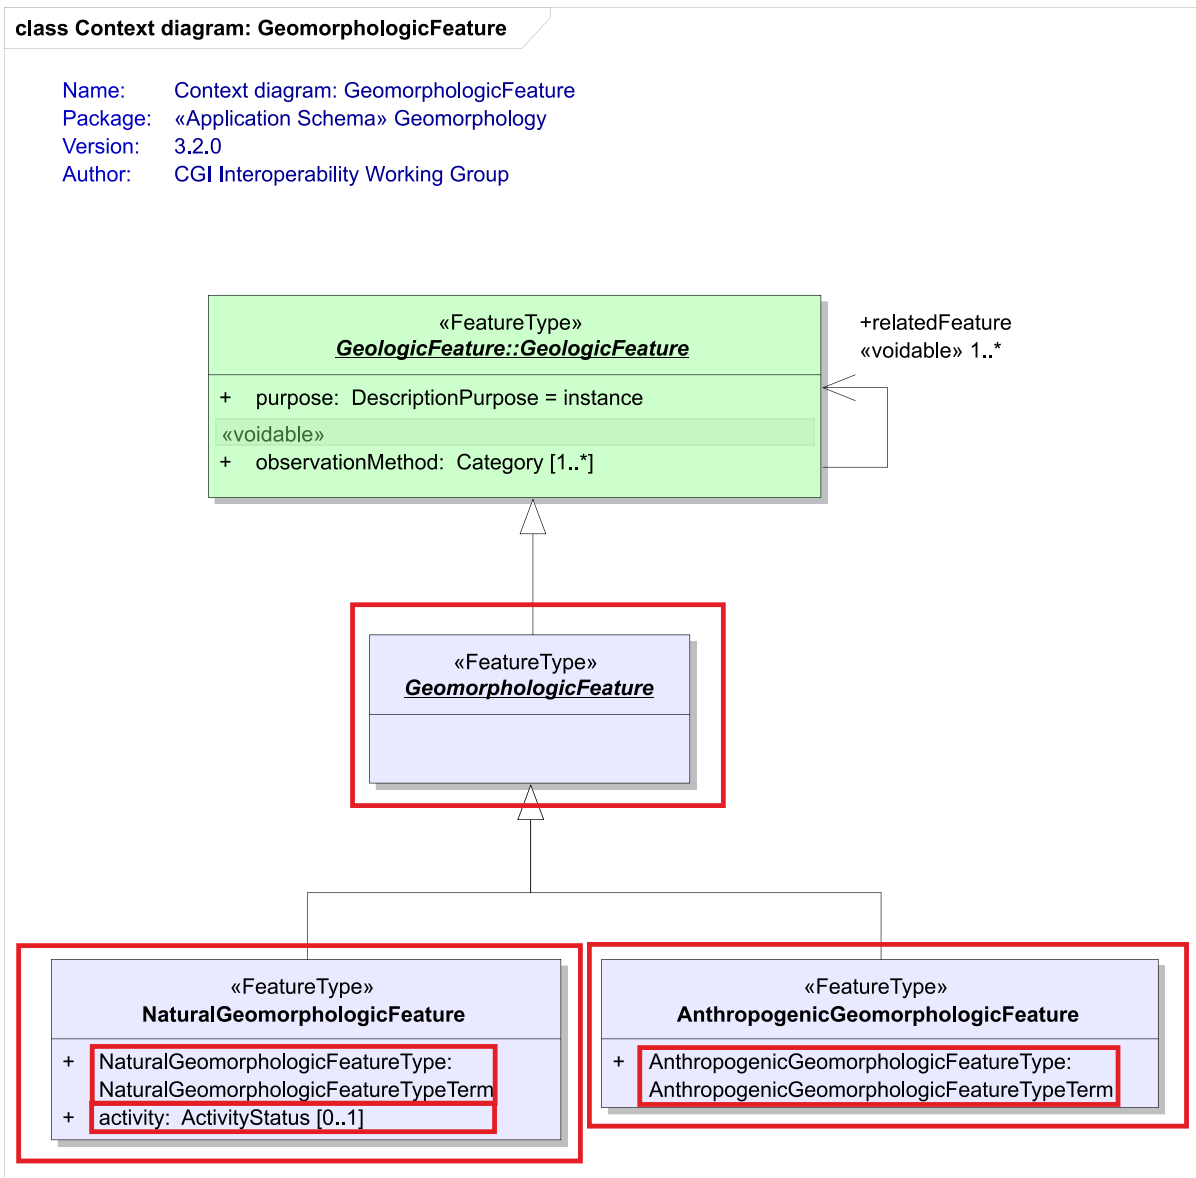 class Context diagram: GeomorphologicFeature
Name: Context diagram: GeomorphologicFeature
Package: «Application Schema» Geomorphology
Version: 3.2.0
Author: CGI Interoperability Working Group
«FeatureType»
GeologicFeature::GeologicFeature
+ purpose: DescriptionPurpose = instance
«voidable»
+ observationMethod: Category [1..*]
+relatedFeature
«voidable» 1..*
«FeatureType»
GeomorphologicFeature
«FeatureType»
NaturalGeomorphologicFeature
+ NaturalGeomorphologicFeatureType:
NaturalGeomorphologicFeatureTypeTerm
+ activity: ActivityStatus [0..1]
«FeatureType»
AnthropogenicGeomorphologicFeature
+ AnthropogenicGeomorphologicFeatureType:
AnthropogenicGeomorphologicFeatureTypeTerm